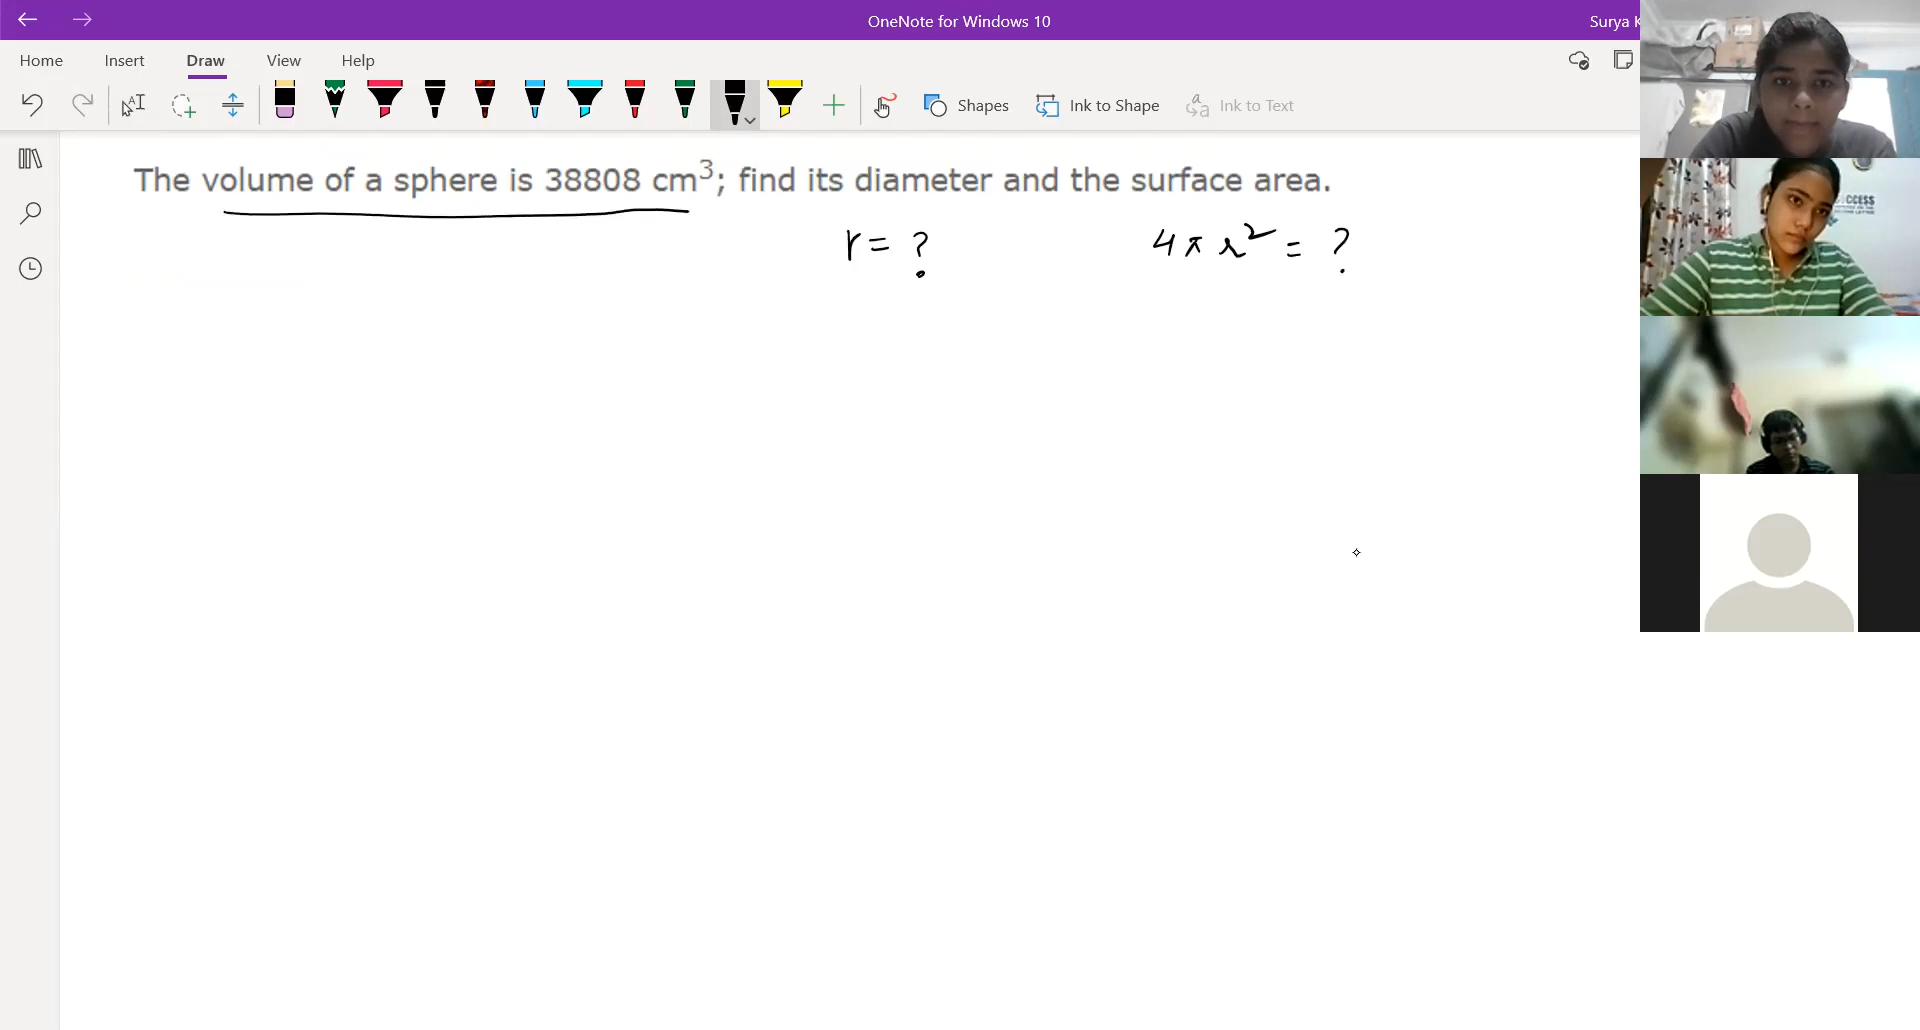 OneNote for Windows 10
Surya K
Home Insert Draw View Help
Shapes Ink to Shape Ink to Text
The volume of a sphere is 38808 cm³; find its diameter and the surface area.
r = ? 4πr² = ?